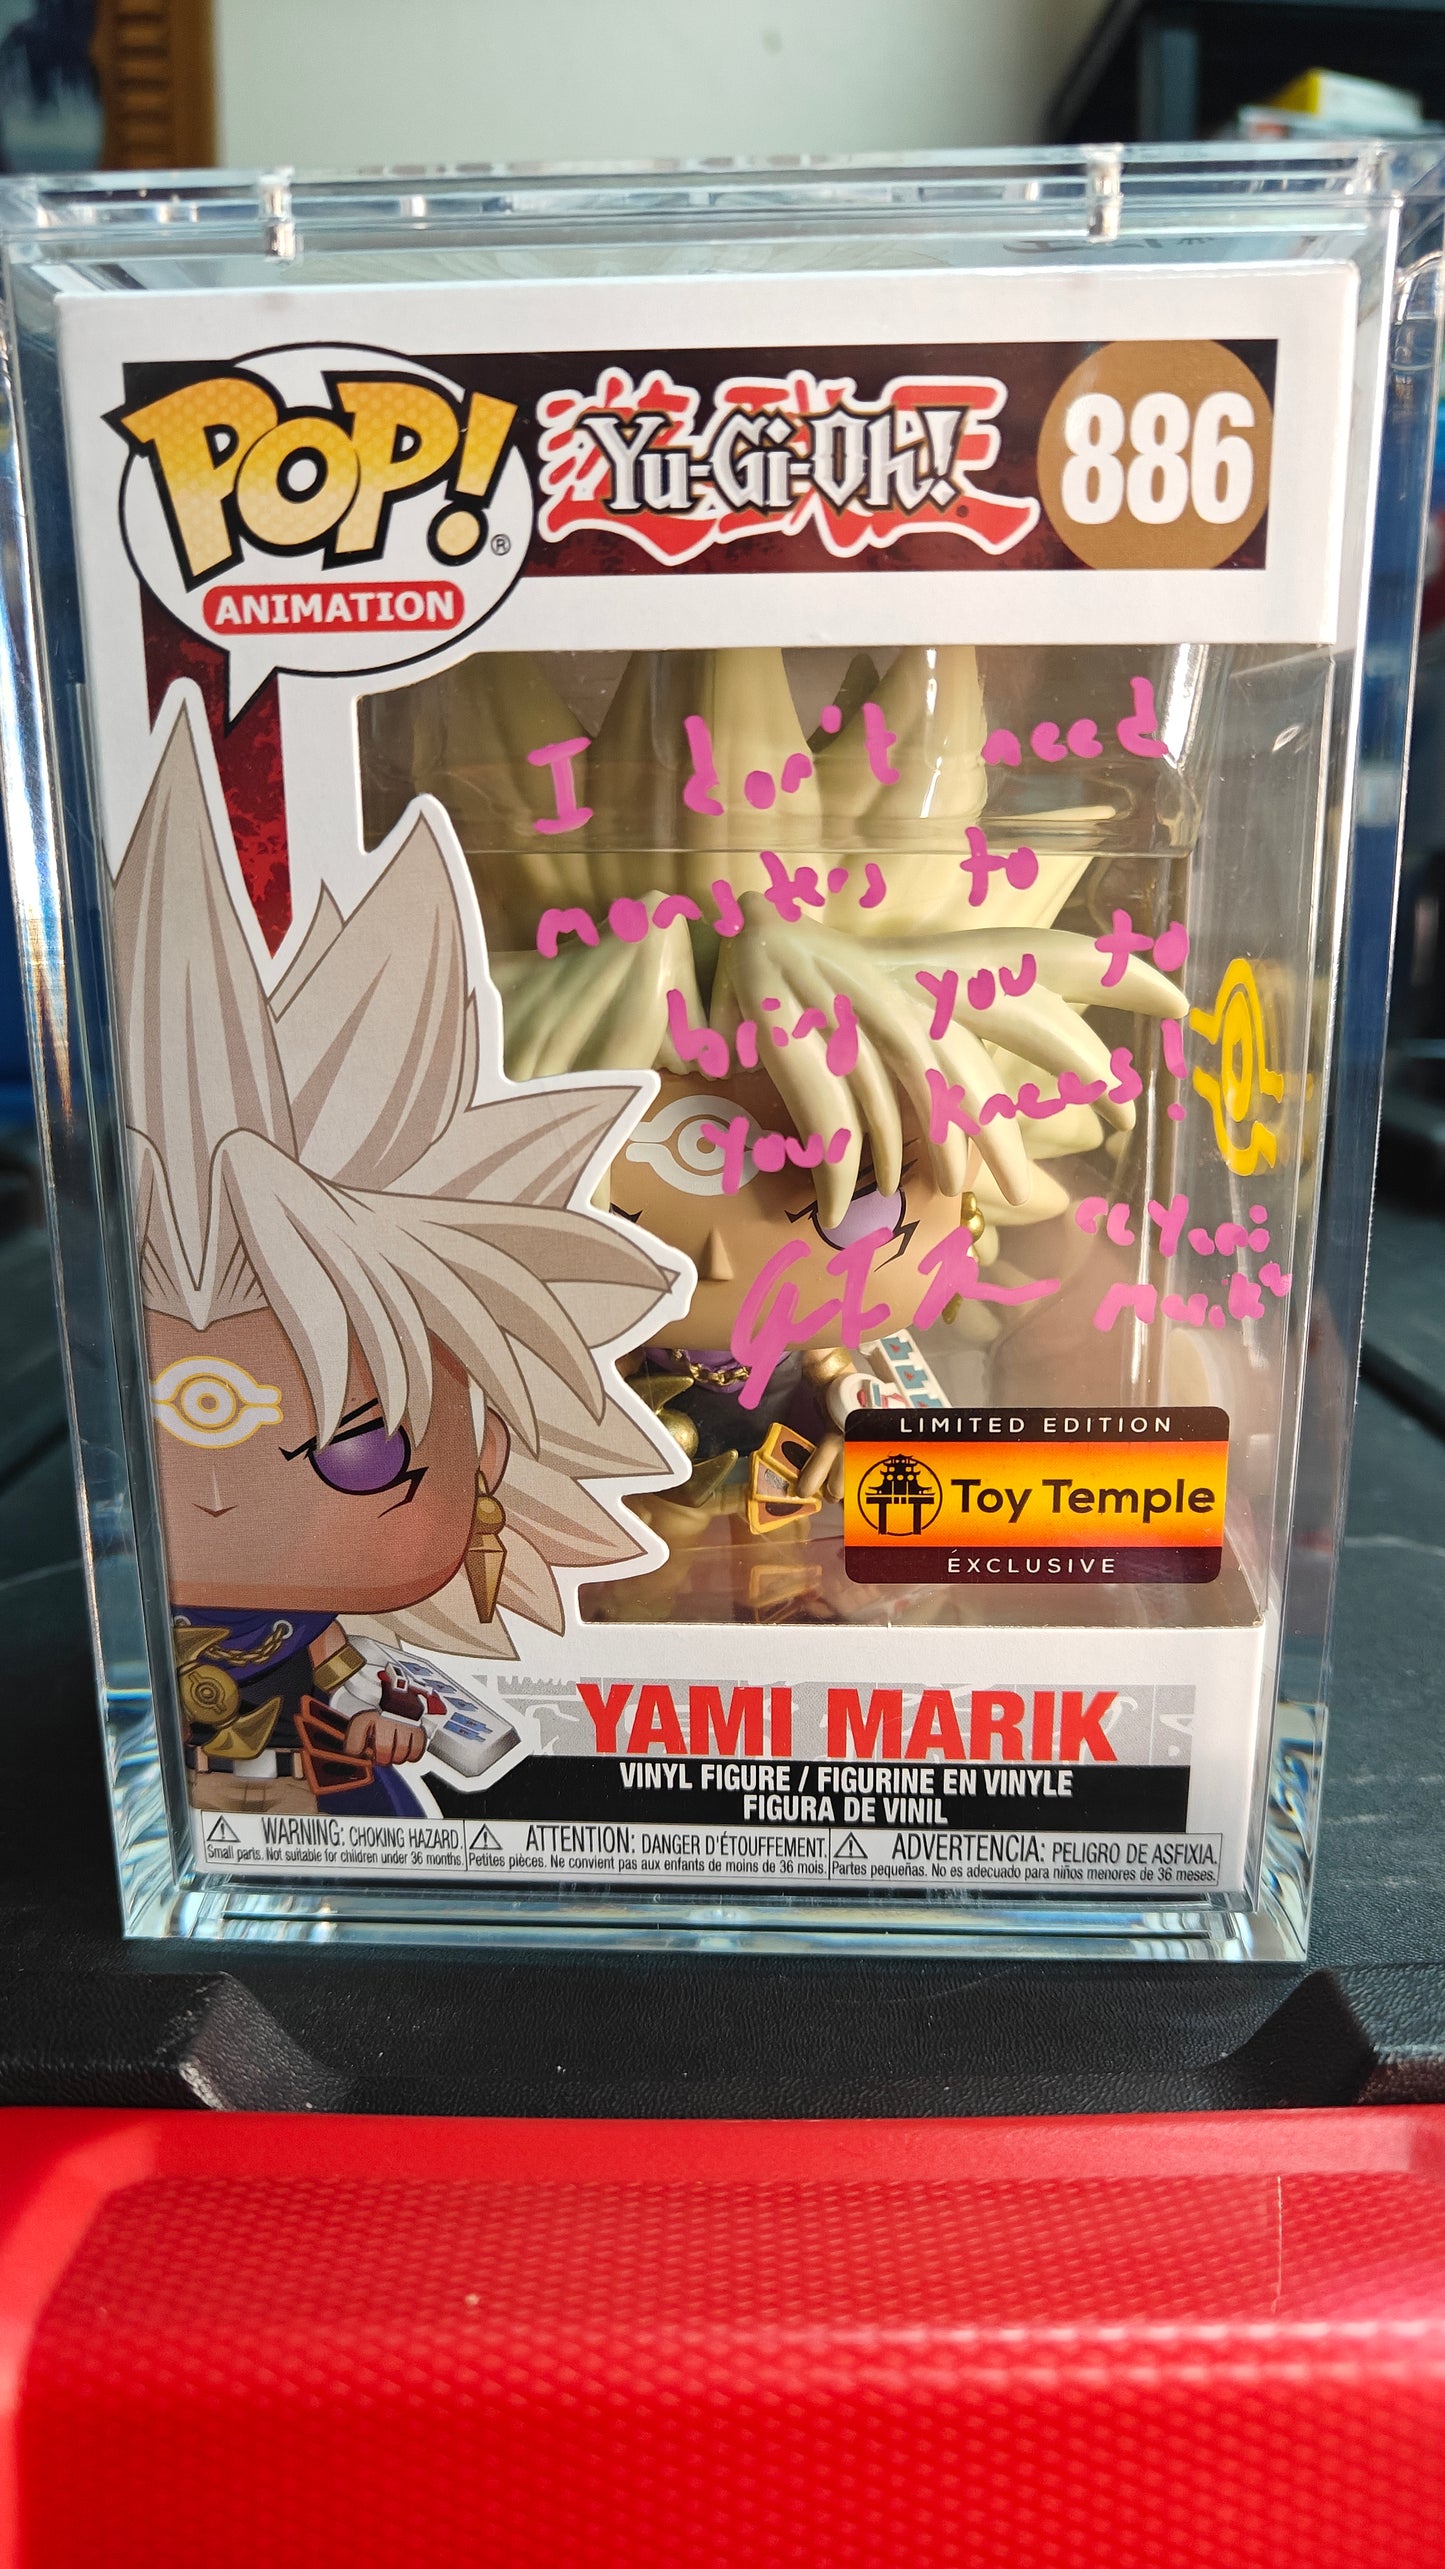 POP! ®
ANIMATION
遊戯王
Yu-Gi-Oh!
886
I don't need
monsters to
bring you to
your knees!
"Yami
Marik"
LIMITED EDITION
Toy Temple
EXCLUSIVE
YAMI MARIK
VINYL FIGURE / FIGURINE EN VINYLE
FIGURA DE VINIL
WARNING: CHOKING HAZARD.
Small parts. Not suitable for children under 36 months.
ATTENTION: DANGER D'ÉTOUFFEMENT.
Petites pièces. Ne convient pas aux enfants de moins de 36 mois.
ADVERTENCIA: PELIGRO DE ASFIXIA.
Partes pequeñas. No es adecuado para niños menores de 36 meses.